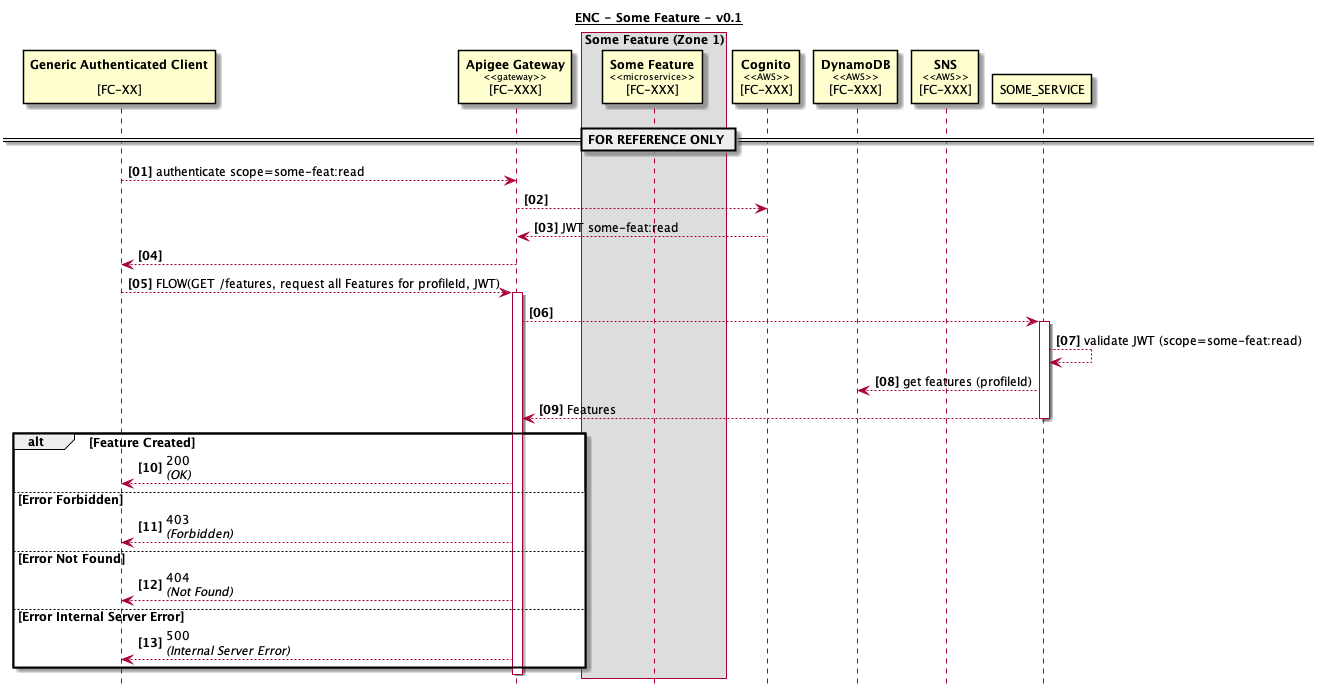 ENC - Some Feature - v0.1
Some Feature (Zone 1)
Generic Authenticated Client
[FC-XX]
Apigee Gateway
<<gateway>>
[FC-XXX]
Some Feature
<<microservice>>
[FC-XXX]
Cognito
<<AWS>>
[FC-XXX]
DynamoDB
<<AWS>>
[FC-XXX]
SNS
<<AWS>>
[FC-XXX]
SOME_SERVICE
FOR REFERENCE ONLY
[01] authenticate scope=some-feat:read
[02]
[03] JWT some-feat:read
[04]
[05] FLOW(GET /features, request all Features for profileId, JWT)
[06]
[07] validate JWT (scope=some-feat:read)
[08] get features (profileId)
[09] Features
alt [Feature Created]
[10] 200
(OK)
[Error Forbidden]
[11] 403
(Forbidden)
[Error Not Found]
[12] 404
(Not Found)
[Error Internal Server Error]
[13] 500
(Internal Server Error)